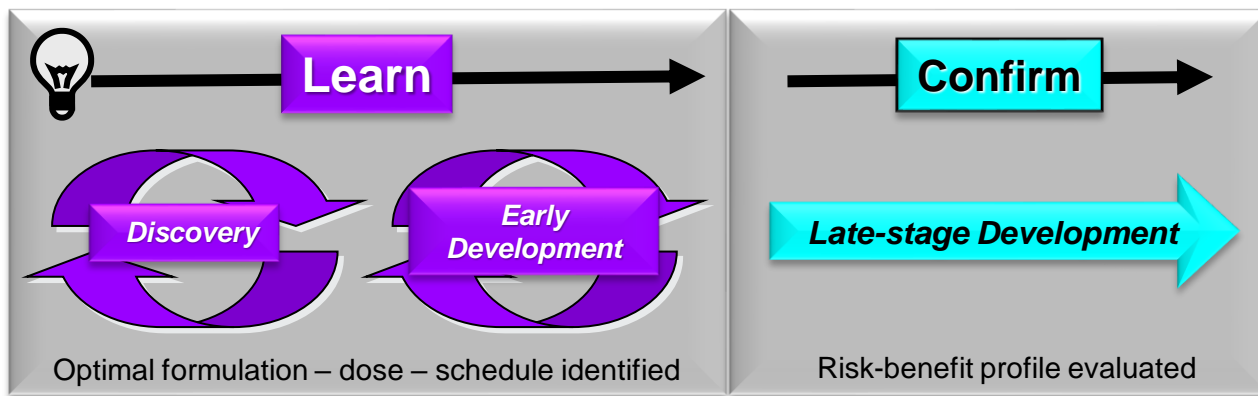 Learn
Confirm
Discovery
Early
Development
Late-stage Development
Optimal formulation – dose – schedule identified
Risk-benefit profile evaluated